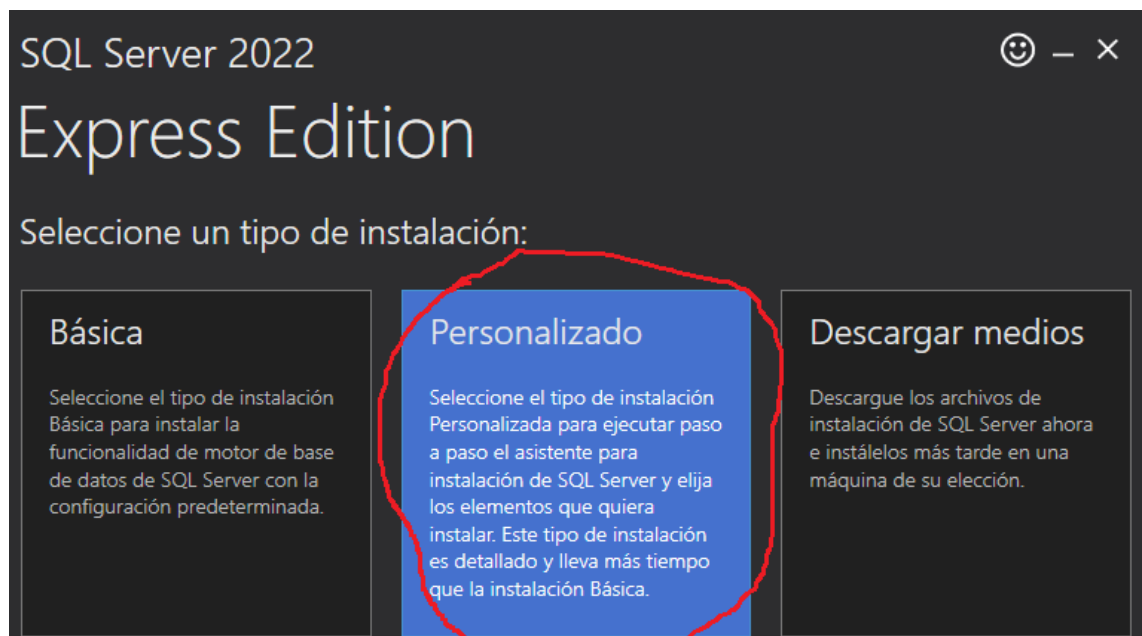 SQL Server 2022
Express Edition
Seleccione un tipo de instalación:
Básica
Seleccione el tipo de instalación
Básica para instalar la
funcionalidad de motor de base
de datos de SQL Server con la
configuración predeterminada.
Personalizado
Seleccione el tipo de instalación
Personalizada para ejecutar paso
a paso el asistente para
instalación de SQL Server y elija
los elementos que quiera
instalar. Este tipo de instalación
es detallado y lleva más tiempo
que la instalación Básica.
Descargar medios
Descargue los archivos de
instalación de SQL Server ahora
e instálelos más tarde en una
máquina de su elección.